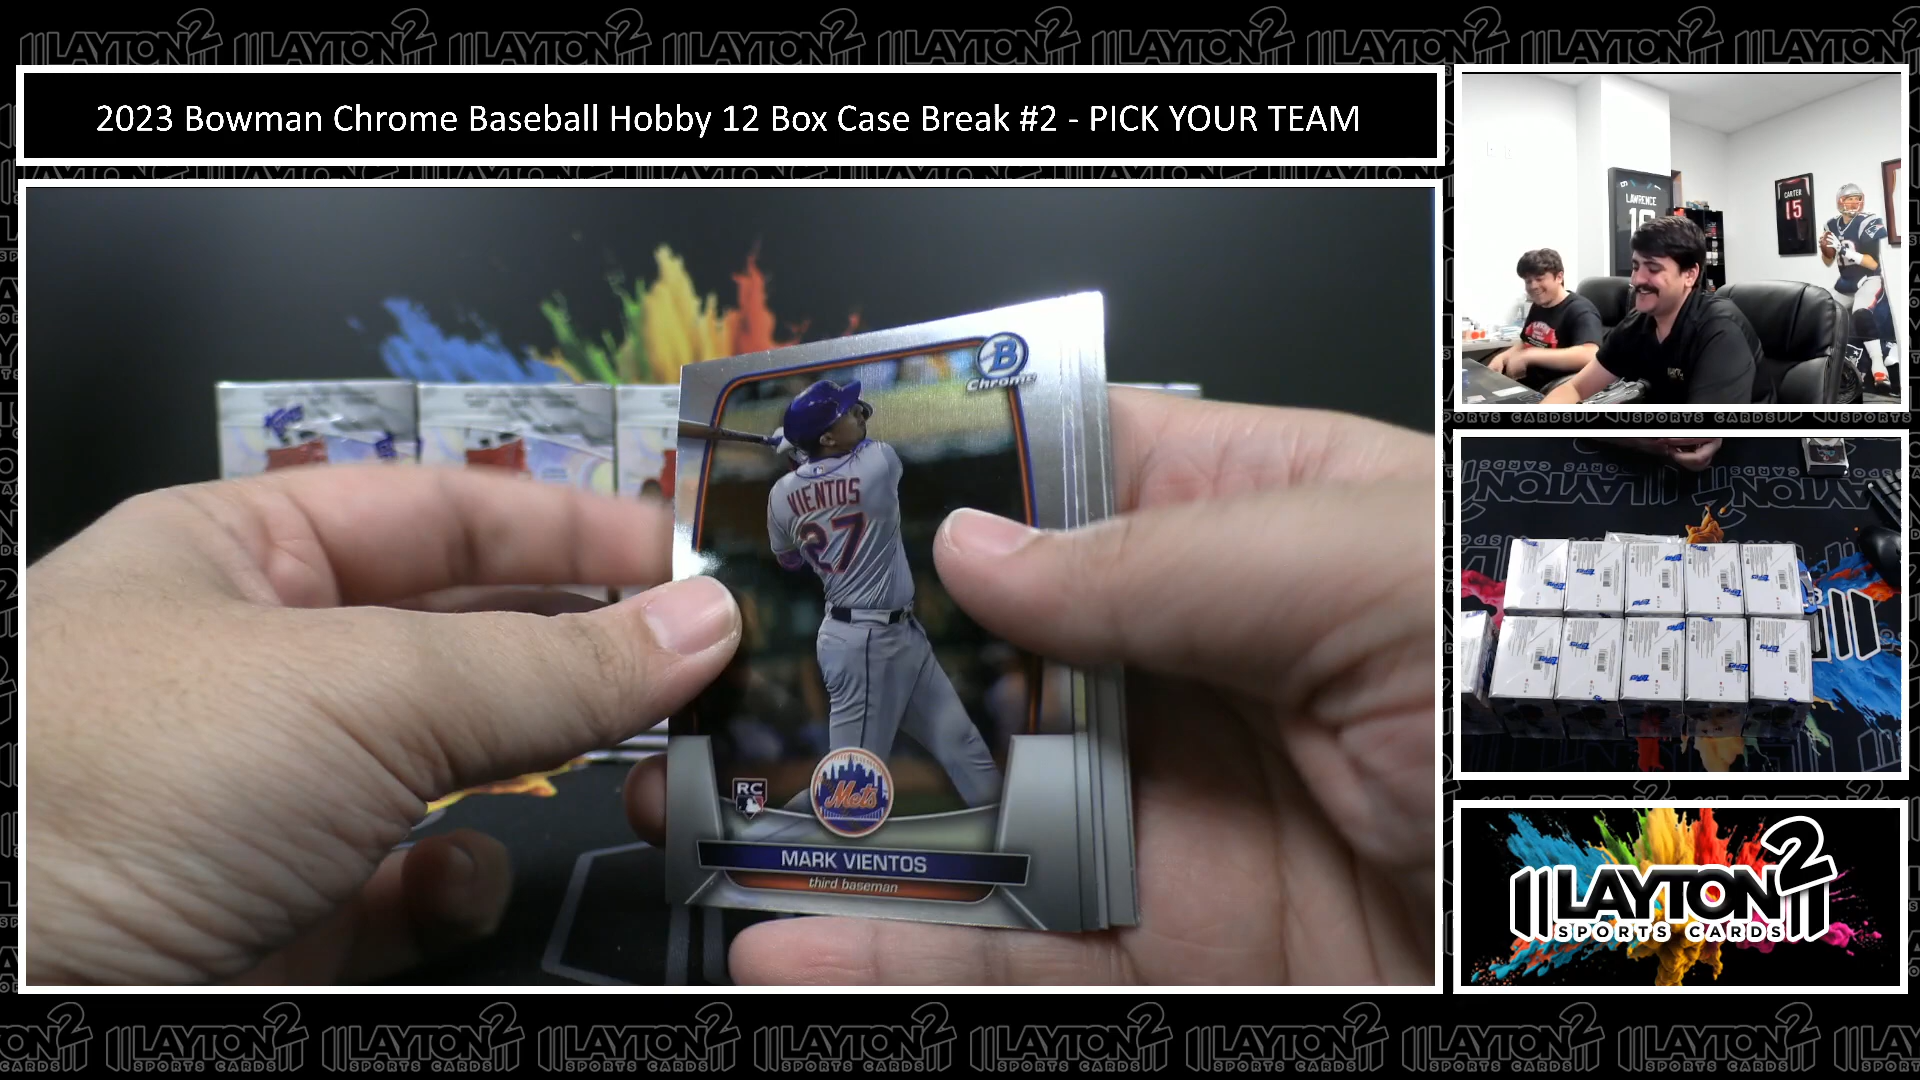 2023 Bowman Chrome Baseball Hobby 12 Box Case Break #2 - PICK YOUR TEAM
B
Chrome
VIENTOS
27
RC
Mets
MARK VIENTOS
third baseman
LAWRENCE
16
CARTER
15
LAYTON 2
SPORTS CARDS